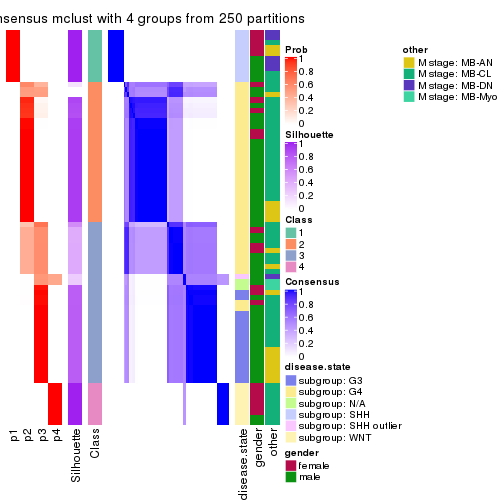 nsensus mclust with 4 groups from 250 partitions
Prob
1
0.8
0.6
0.4
0.2
0
Silhouette
1
0.8
0.6
0.4
0.2
0
Class
1
2
3
4
Consensus
1
0.8
0.6
0.4
0.2
0
disease.state
subgroup: G3
subgroup: G4
subgroup: N/A
subgroup: SHH
subgroup: SHH outlier
subgroup: WNT
gender
female
male
other
M stage: MB-AN
M stage: MB-CL
M stage: MB-DN
M stage: MB-Myo
p1
p2
p3
p4
Silhouette
Class
disease.state
gender
other